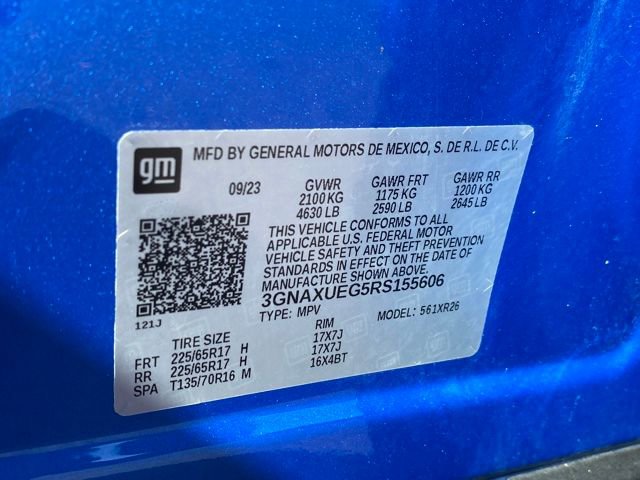 gm MFD BY GENERAL MOTORS DE MEXICO, S. DE R.L. DE C.V.
09/23 GVWR GAWR FRT GAWR RR
2100 KG 1175 KG 1200 KG
4630 LB 2590 LB 2645 LB
THIS VEHICLE CONFORMS TO ALL
APPLICABLE U.S. FEDERAL MOTOR
VEHICLE SAFETY AND THEFT PREVENTION
STANDARDS IN EFFECT ON THE DATE OF
MANUFACTURE SHOWN ABOVE.
3GNAXUEG5RS155606
121J TYPE: MPV MODEL: 561XR26
TIRE SIZE RIM
FRT 225/65R17 H 17X7J
RR 225/65R17 H 17X7J
SPA T135/70R16 M 16X4BT